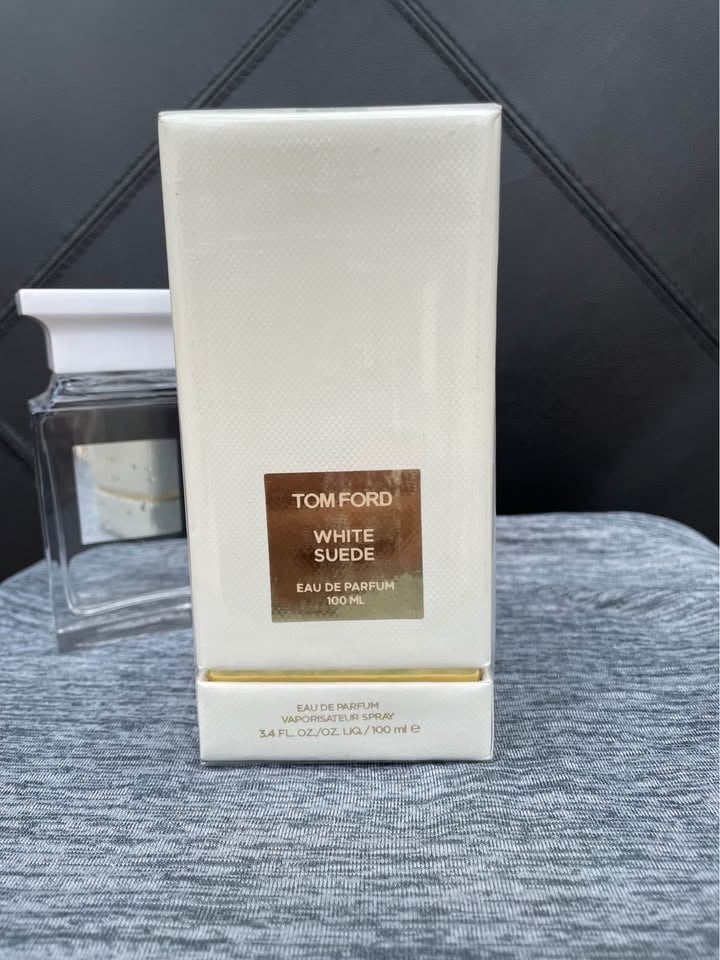 TOM FORD
WHITE
SUEDE
EAU DE PARFUM
100 ML
EAU DE PARFUM
VAPORISATEUR SPRAY
3.4 FL. OZ./OZ. LIQ. / 100 ml ℮